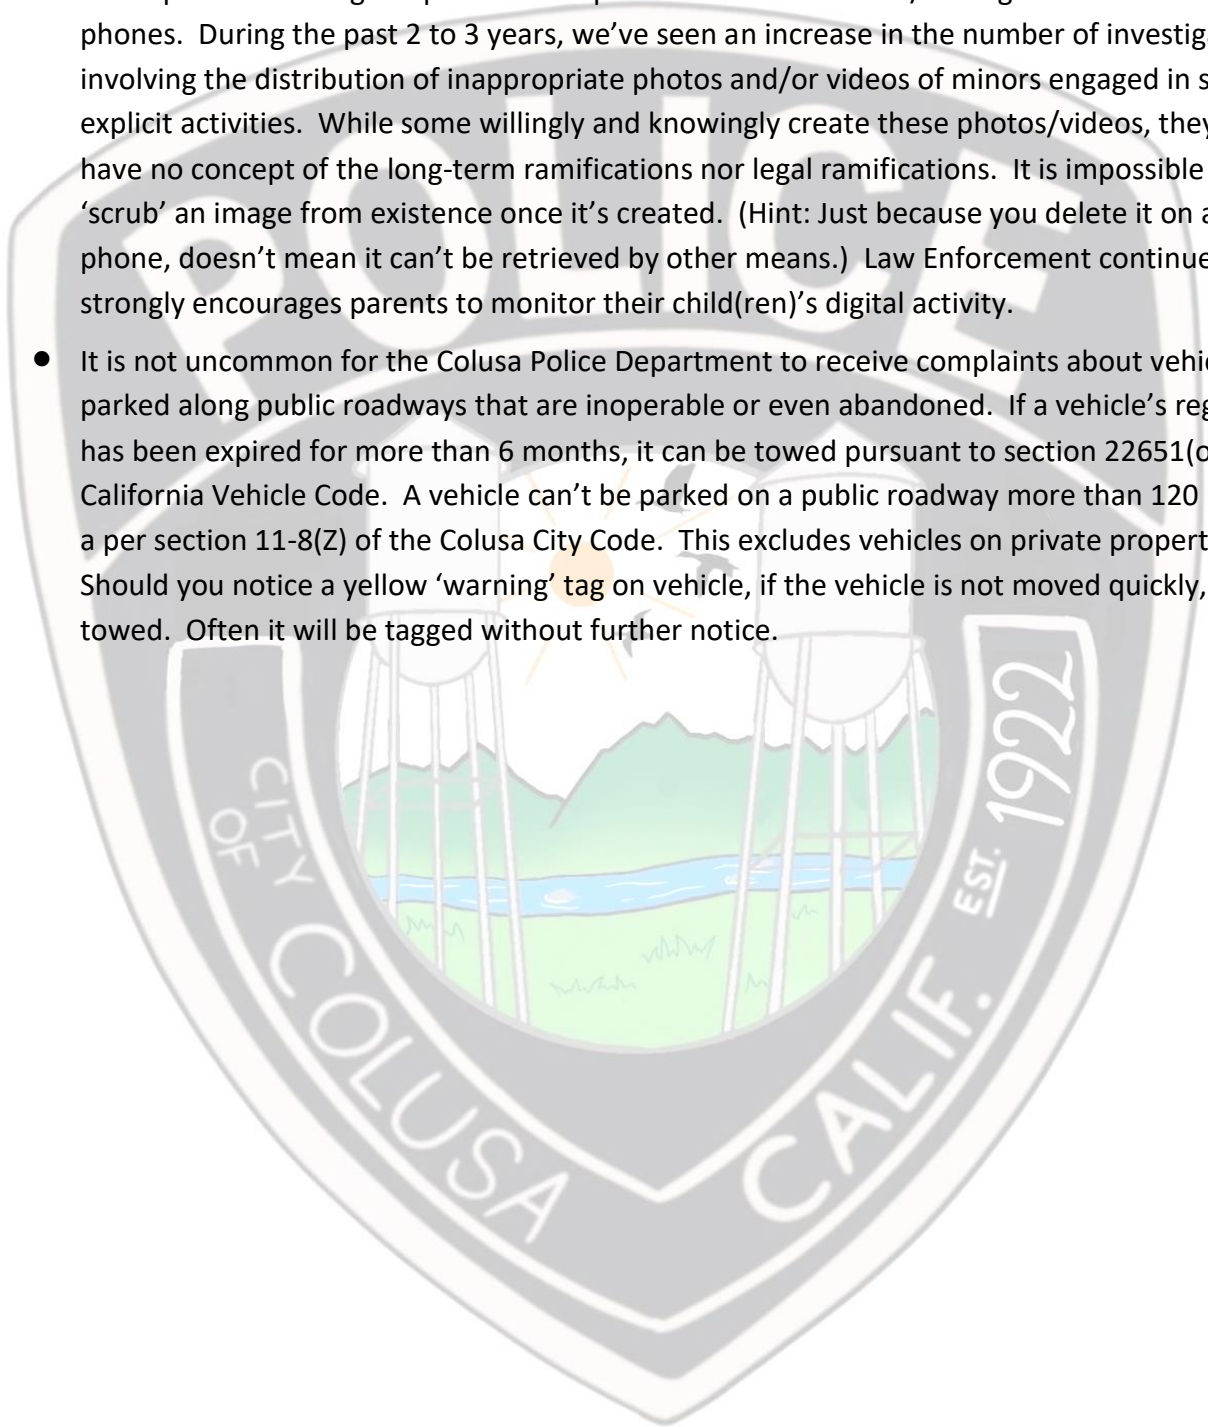 phones.  During the past 2 to 3 years, we've seen an increase in the number of
involving the distribution of inappropriate photos and/or videos of minors engaged in
explicit activities.  While some willingly and knowingly create these photos/videos, they
have no concept of the long-term ramifications nor legal ramifications.  It is impossible
'scrub' an image from existence once it's created.  (Hint: Just because you delete it on
phone, doesn't mean it can't be retrieved by other means.)  Law Enforcement
strongly encourages parents to monitor their child(ren)'s digital activity.
● It is not uncommon for the Colusa Police Department to receive complaints about
parked along public roadways that are inoperable or even abandoned.  If a vehicle's
has been expired for more than 6 months, it can be towed pursuant to section 22651(o
California Vehicle Code.  A vehicle can't be parked on a public roadway more than 120
a per section 11-8(Z) of the Colusa City Code.  This excludes vehicles on private
Should you notice a yellow 'warning' tag on vehicle, if the vehicle is not moved quickly,
towed.  Often it will be tagged without further notice.
POLICE
CITY
OF
COLUSA
CALIF.
EST.
1922